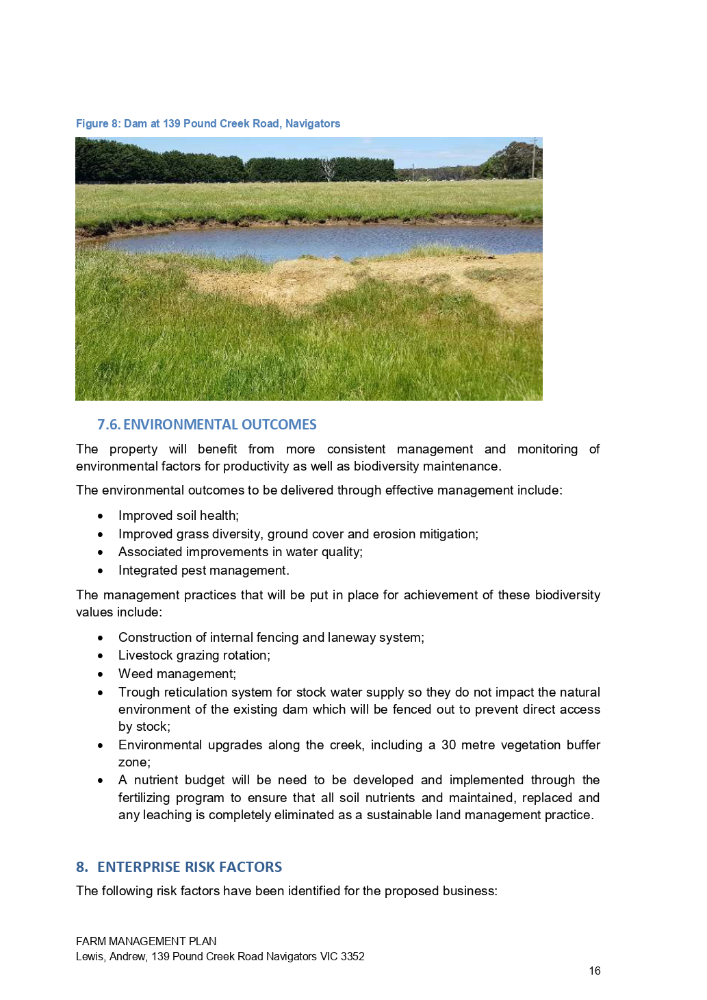 Figure 8: Dam at 139 Pound Creek Road, Navigators
7.6. ENVIRONMENTAL OUTCOMES
The property will benefit from more consistent management and monitoring of
environmental factors for productivity as well as biodiversity maintenance.
The environmental outcomes to be delivered through effective management include:
• Improved soil health;
• Improved grass diversity, ground cover and erosion mitigation;
• Associated improvements in water quality;
• Integrated pest management.
The management practices that will be put in place for achievement of these biodiversity
values include:
• Construction of internal fencing and laneway system;
• Livestock grazing rotation;
• Weed management;
• Trough reticulation system for stock water supply so they do not impact the natural
environment of the existing dam which will be fenced out to prevent direct access
by stock;
• Environmental upgrades along the creek, including a 30 metre vegetation buffer
zone;
• A nutrient budget will be need to be developed and implemented through the
fertilizing program to ensure that all soil nutrients and maintained, replaced and
any leaching is completely eliminated as a sustainable land management practice.
8. ENTERPRISE RISK FACTORS
The following risk factors have been identified for the proposed business:
FARM MANAGEMENT PLAN
Lewis, Andrew, 139 Pound Creek Road Navigators VIC 3352
16